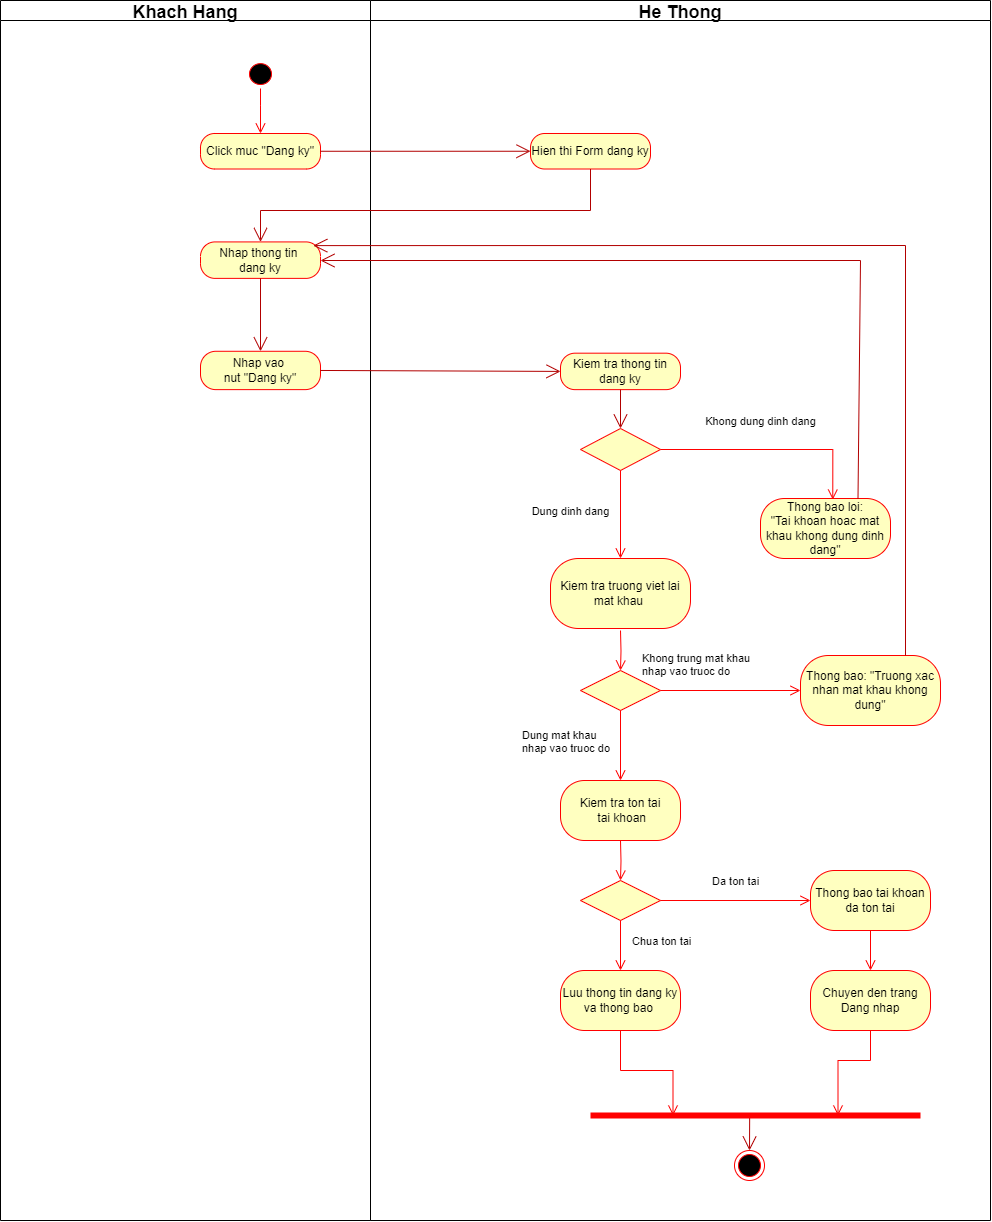 Khach Hang
He Thong
Click muc "Dang ky"
Hien thi Form dang ky
Nhap thong tin
dang ky
Nhap vao
nut "Dang ky"
Kiem tra thong tin
dang ky
Khong dung dinh dang
Dung dinh dang
Thong bao loi:
"Tai khoan hoac mat
khau khong dung dinh
dang"
Kiem tra truong viet lai
mat khau
Khong trung mat khau
nhap vao truoc do
Thong bao: "Truong xac
nhan mat khau khong
dung"
Dung mat khau
nhap vao truoc do
Kiem tra ton tai
tai khoan
Da ton tai
Thong bao tai khoan
da ton tai
Chua ton tai
Luu thong tin dang ky
va thong bao
Chuyen den trang
Dang nhap